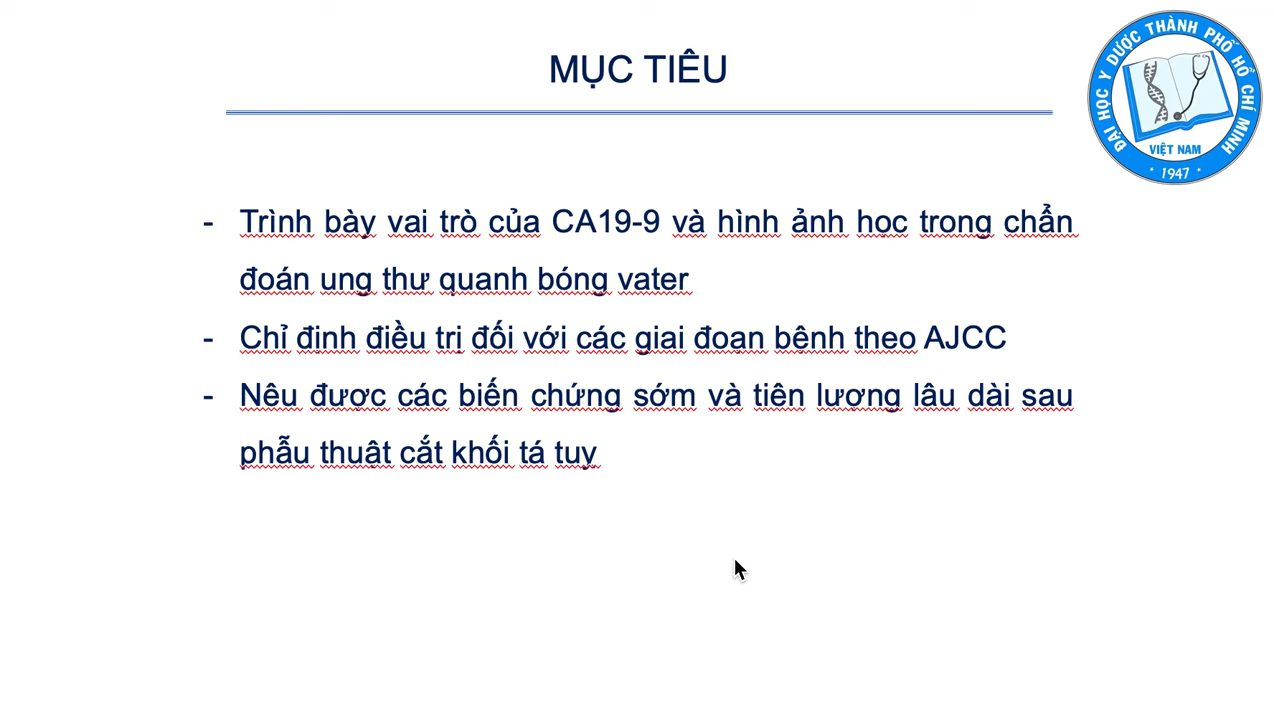 MỤC TIÊU
ĐẠI HỌC Y DƯỢC THÀNH PHỐ HỒ CHÍ MINH
VIỆT NAM
1947
- Trình bày vai trò của CA19-9 và hình ảnh học trong chẩn
đoán ung thư quanh bóng vater
- Chỉ định điều trị đối với các giai đoạn bệnh theo AJCC
- Nêu được các biến chứng sớm và tiên lượng lâu dài sau
phẫu thuật cắt khối tá tuỵ